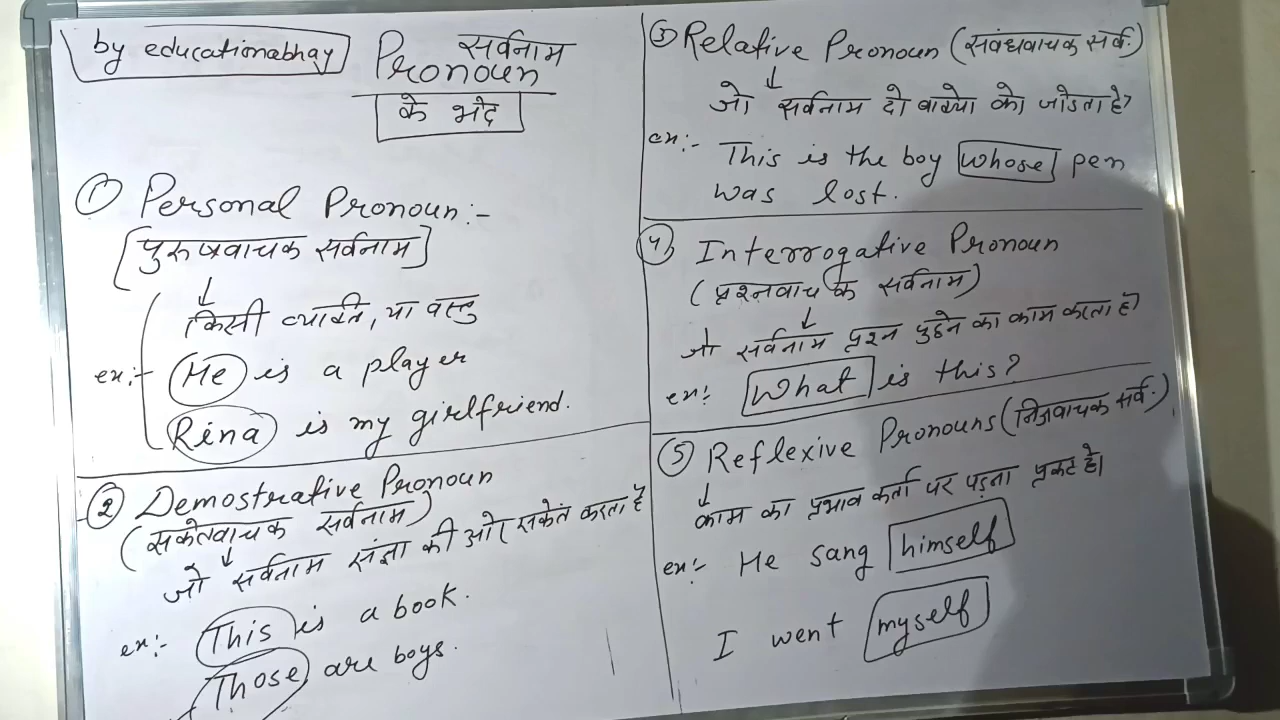 by educationabhay
सर्वनाम
Pronoun
के भेद
① Personal Pronoun:-
[पुरुषवाचक सर्वनाम]
↓
किसी व्यक्ति, या वस्तु
ex:- He is a player
Rina is my girlfriend.
② Demostrative Pronoun
(सकेतवाचक सर्वनाम)
↓
जो सर्वनाम संज्ञा की ओर सकेत करता है
ex:- This is a book.
Those are boys.
③ Relative Pronoun (सवंधवाचक सर्व.)
↓
जो सर्वनाम दो वाक्यो को जोडता है
ex:- This is the boy whose pen
was lost.
④ Interrogative Pronoun
(प्रश्नवाचक सर्वनाम)
↓
जो सर्वनाम प्रश्न पुछने का काम करता है।
ex:- What is this?
⑤ Reflexive Pronouns (निजवाचक सर्व.)
↓
काम का प्रभाव कर्ता पर पड़ता प्रकट है।
ex:- He sang himself
I went myself